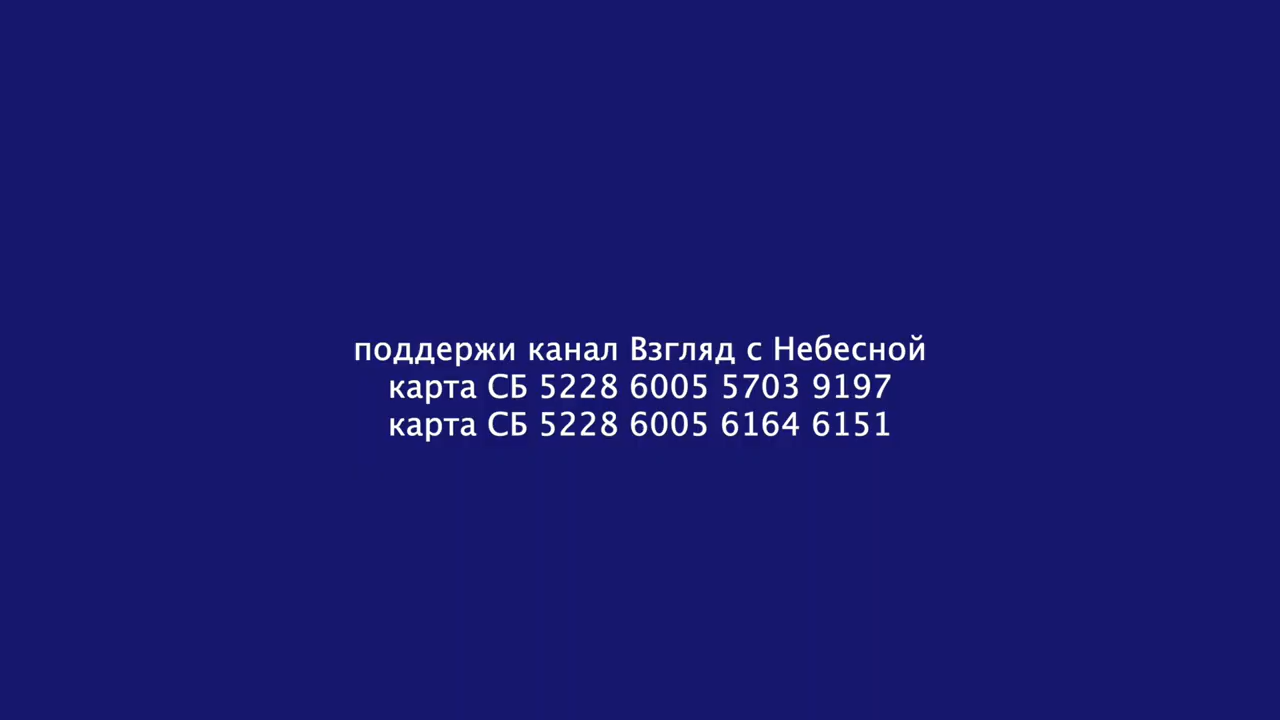 поддержи канал Взгляд с Небесной
карта СБ 5228 6005 5703 9197
карта СБ 5228 6005 6164 6151